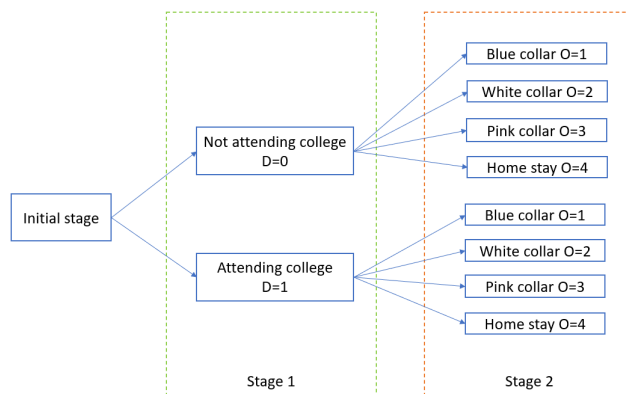 Initial stage
Not attending college
D=0
Attending college
D=1
Stage 1
Blue collar O=1
White collar O=2
Pink collar O=3
Home stay O=4
Blue collar O=1
White collar O=2
Pink collar O=3
Home stay O=4
Stage 2